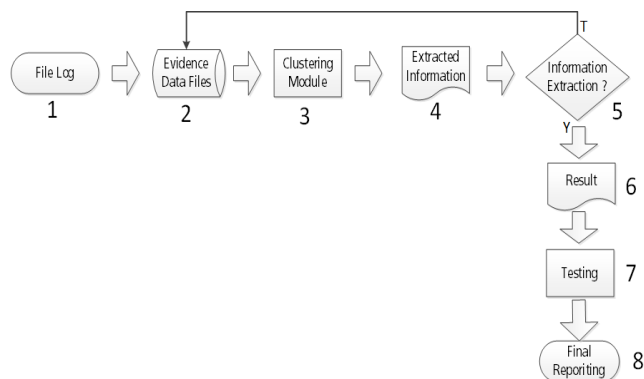 T
File Log
Evidence
Data Files
Clustering
Module
Extracted
Information
Information
Extraction ?
1
2
3
4
5
Y
Result
6
Testing
7
Final
Reporting
8